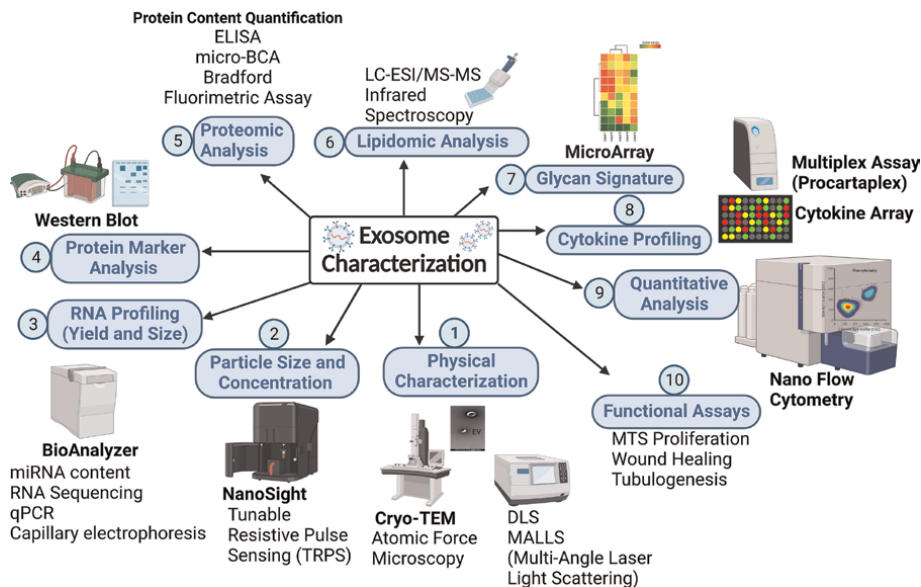 Protein Content Quantification
ELISA
micro-BCA
Bradford
Fluorimetric Assay
5
Proteomic
Analysis
LC-ESI/MS-MS
Infrared
Spectroscopy
6
Lipidomic Analysis
MicroArray
7
Glycan Signature
Multiplex Assay
(Procartaplex)
Cytokine Array
8
Cytokine Profiling
Western Blot
4
Protein Marker
Analysis
Exosome
Characterization
9
Quantitative
Analysis
Nano Flow
Cytometry
3
RNA Profiling
(Yield and Size)
BioAnalyzer
miRNA content
RNA Sequencing
qPCR
Capillary electrophoresis
2
Particle Size and
Concentration
NanoSight
Tunable
Resistive Pulse
Sensing (TRPS)
1
Physical
Characterization
EV
Cryo-TEM
Atomic Force
Microscopy
DLS
MALLS
(Multi-Angle Laser
Light Scattering)
10
Functional Assays
MTS Proliferation
Wound Healing
Tubulogenesis